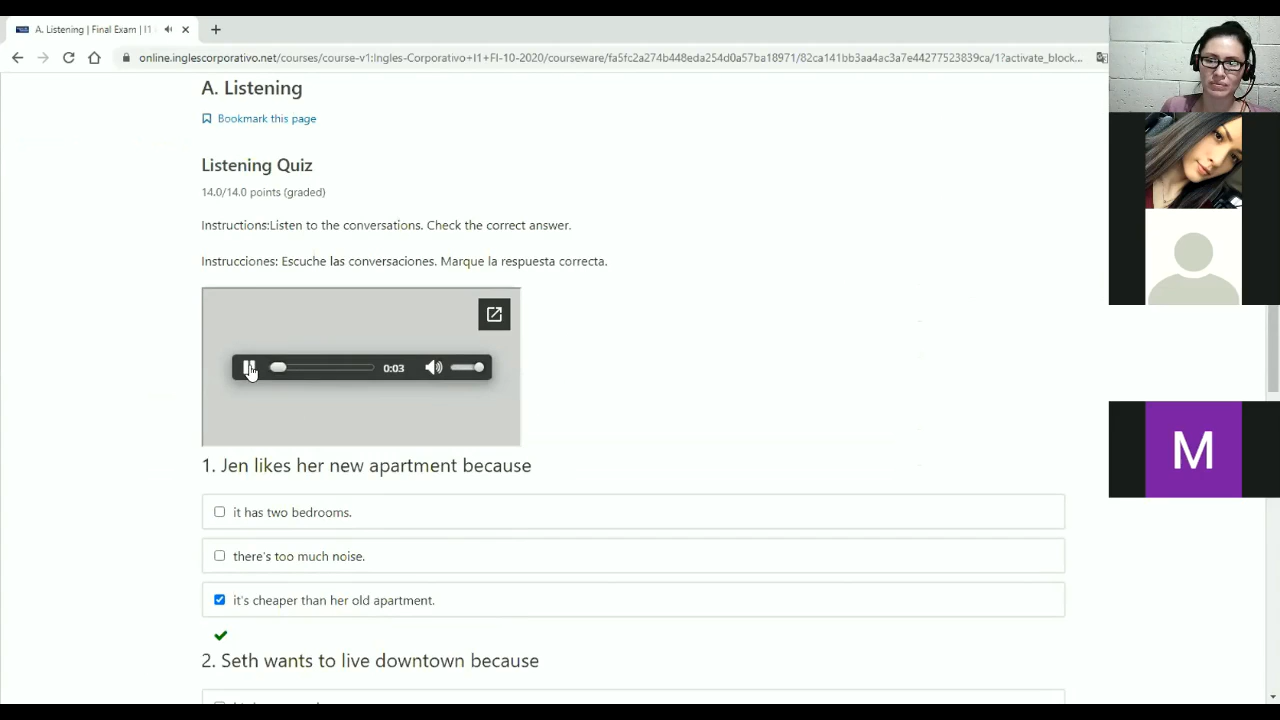 A. Listening | Final Exam | I1
online.inglescorporativo.net/courses/course-v1:Ingles-Corporativo+I1+FI-10-2020/courseware/fa5fc2a274b448eda254d0a57ba18971/82ca141bb3aa4ac3a7e44277523839ca/1?activate_block...
A. Listening
Bookmark this page
Listening Quiz
14.0/14.0 points (graded)
Instructions:Listen to the conversations. Check the correct answer.
Instrucciones: Escuche las conversaciones. Marque la respuesta correcta.
0:03
M
1. Jen likes her new apartment because
it has two bedrooms.
there's too much noise.
it's cheaper than her old apartment.
2. Seth wants to live downtown because